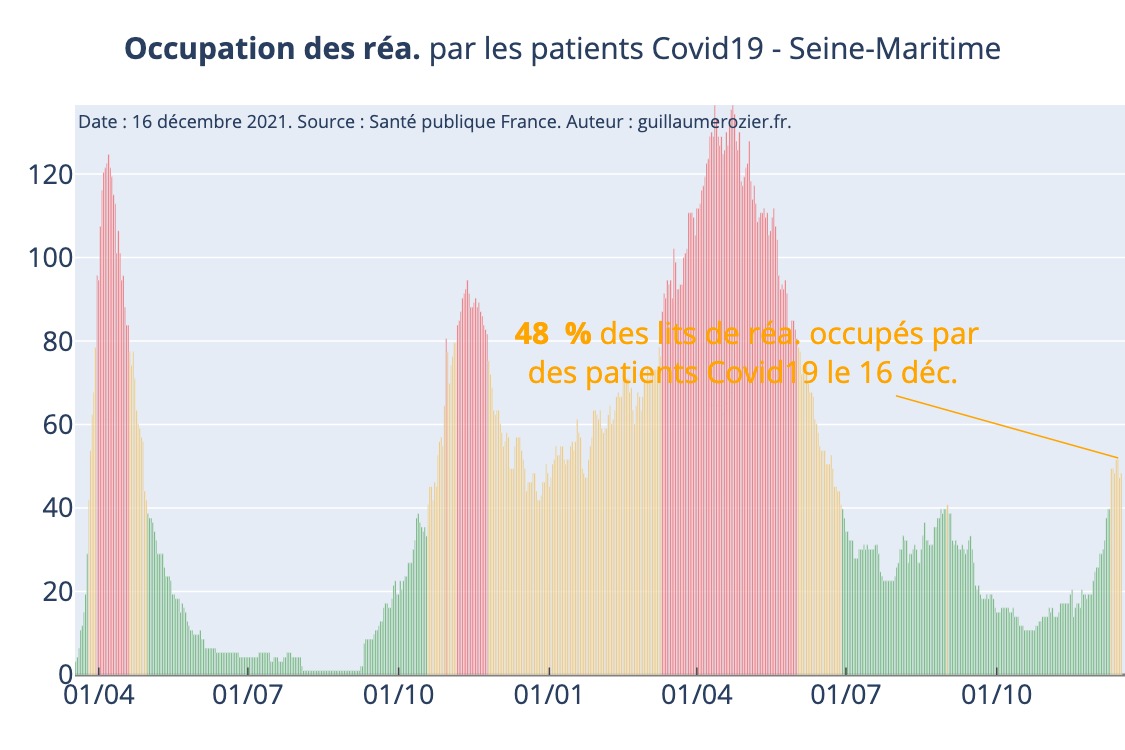 Occupation des réa. par les patients Covid19 - Seine-Maritime
Date : 16 décembre 2021. Source : Santé publique France. Auteur : guillaumerozier.fr.
120
100
80
60
40
20
0
48 % des lits de réa. occupés par
des patients Covid19 le 16 déc.
01/04 01/07 01/10 01/01 01/04 01/07 01/10